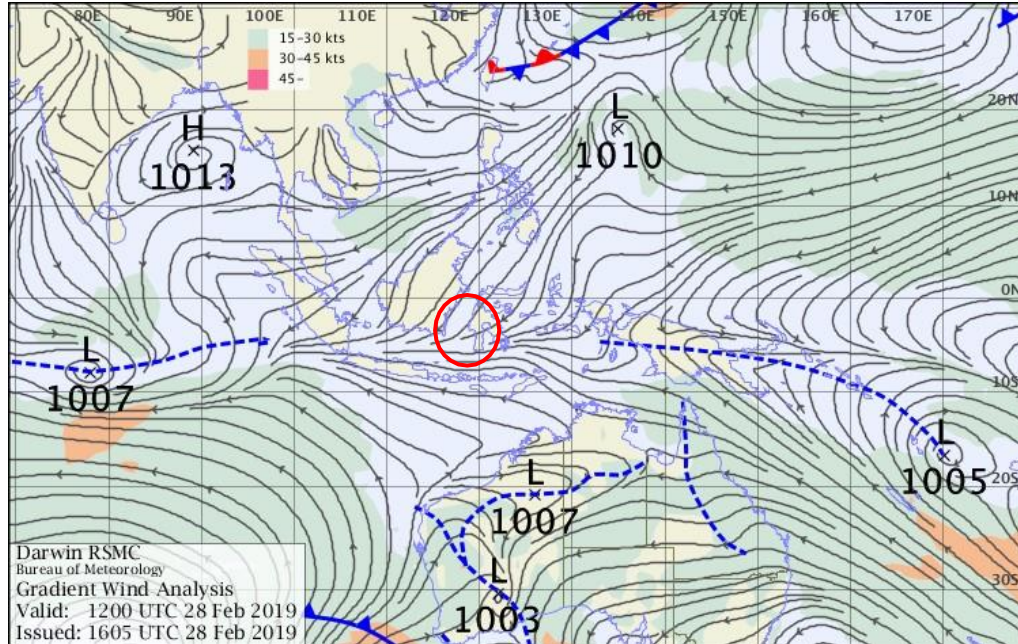 80E 90E 100E 110E 120E 130E 140E 150E 160E 170E
15-30 kts
30-45 kts
45-
20N
L
1010
H
1013
10N
0N
L
1007
10S
L
1005
20S
L
1007
30S
L
1003
Darwin RSMC
Bureau of Meteorology
Gradient Wind Analysis
Valid: 1200 UTC 28 Feb 2019
Issued: 1605 UTC 28 Feb 2019